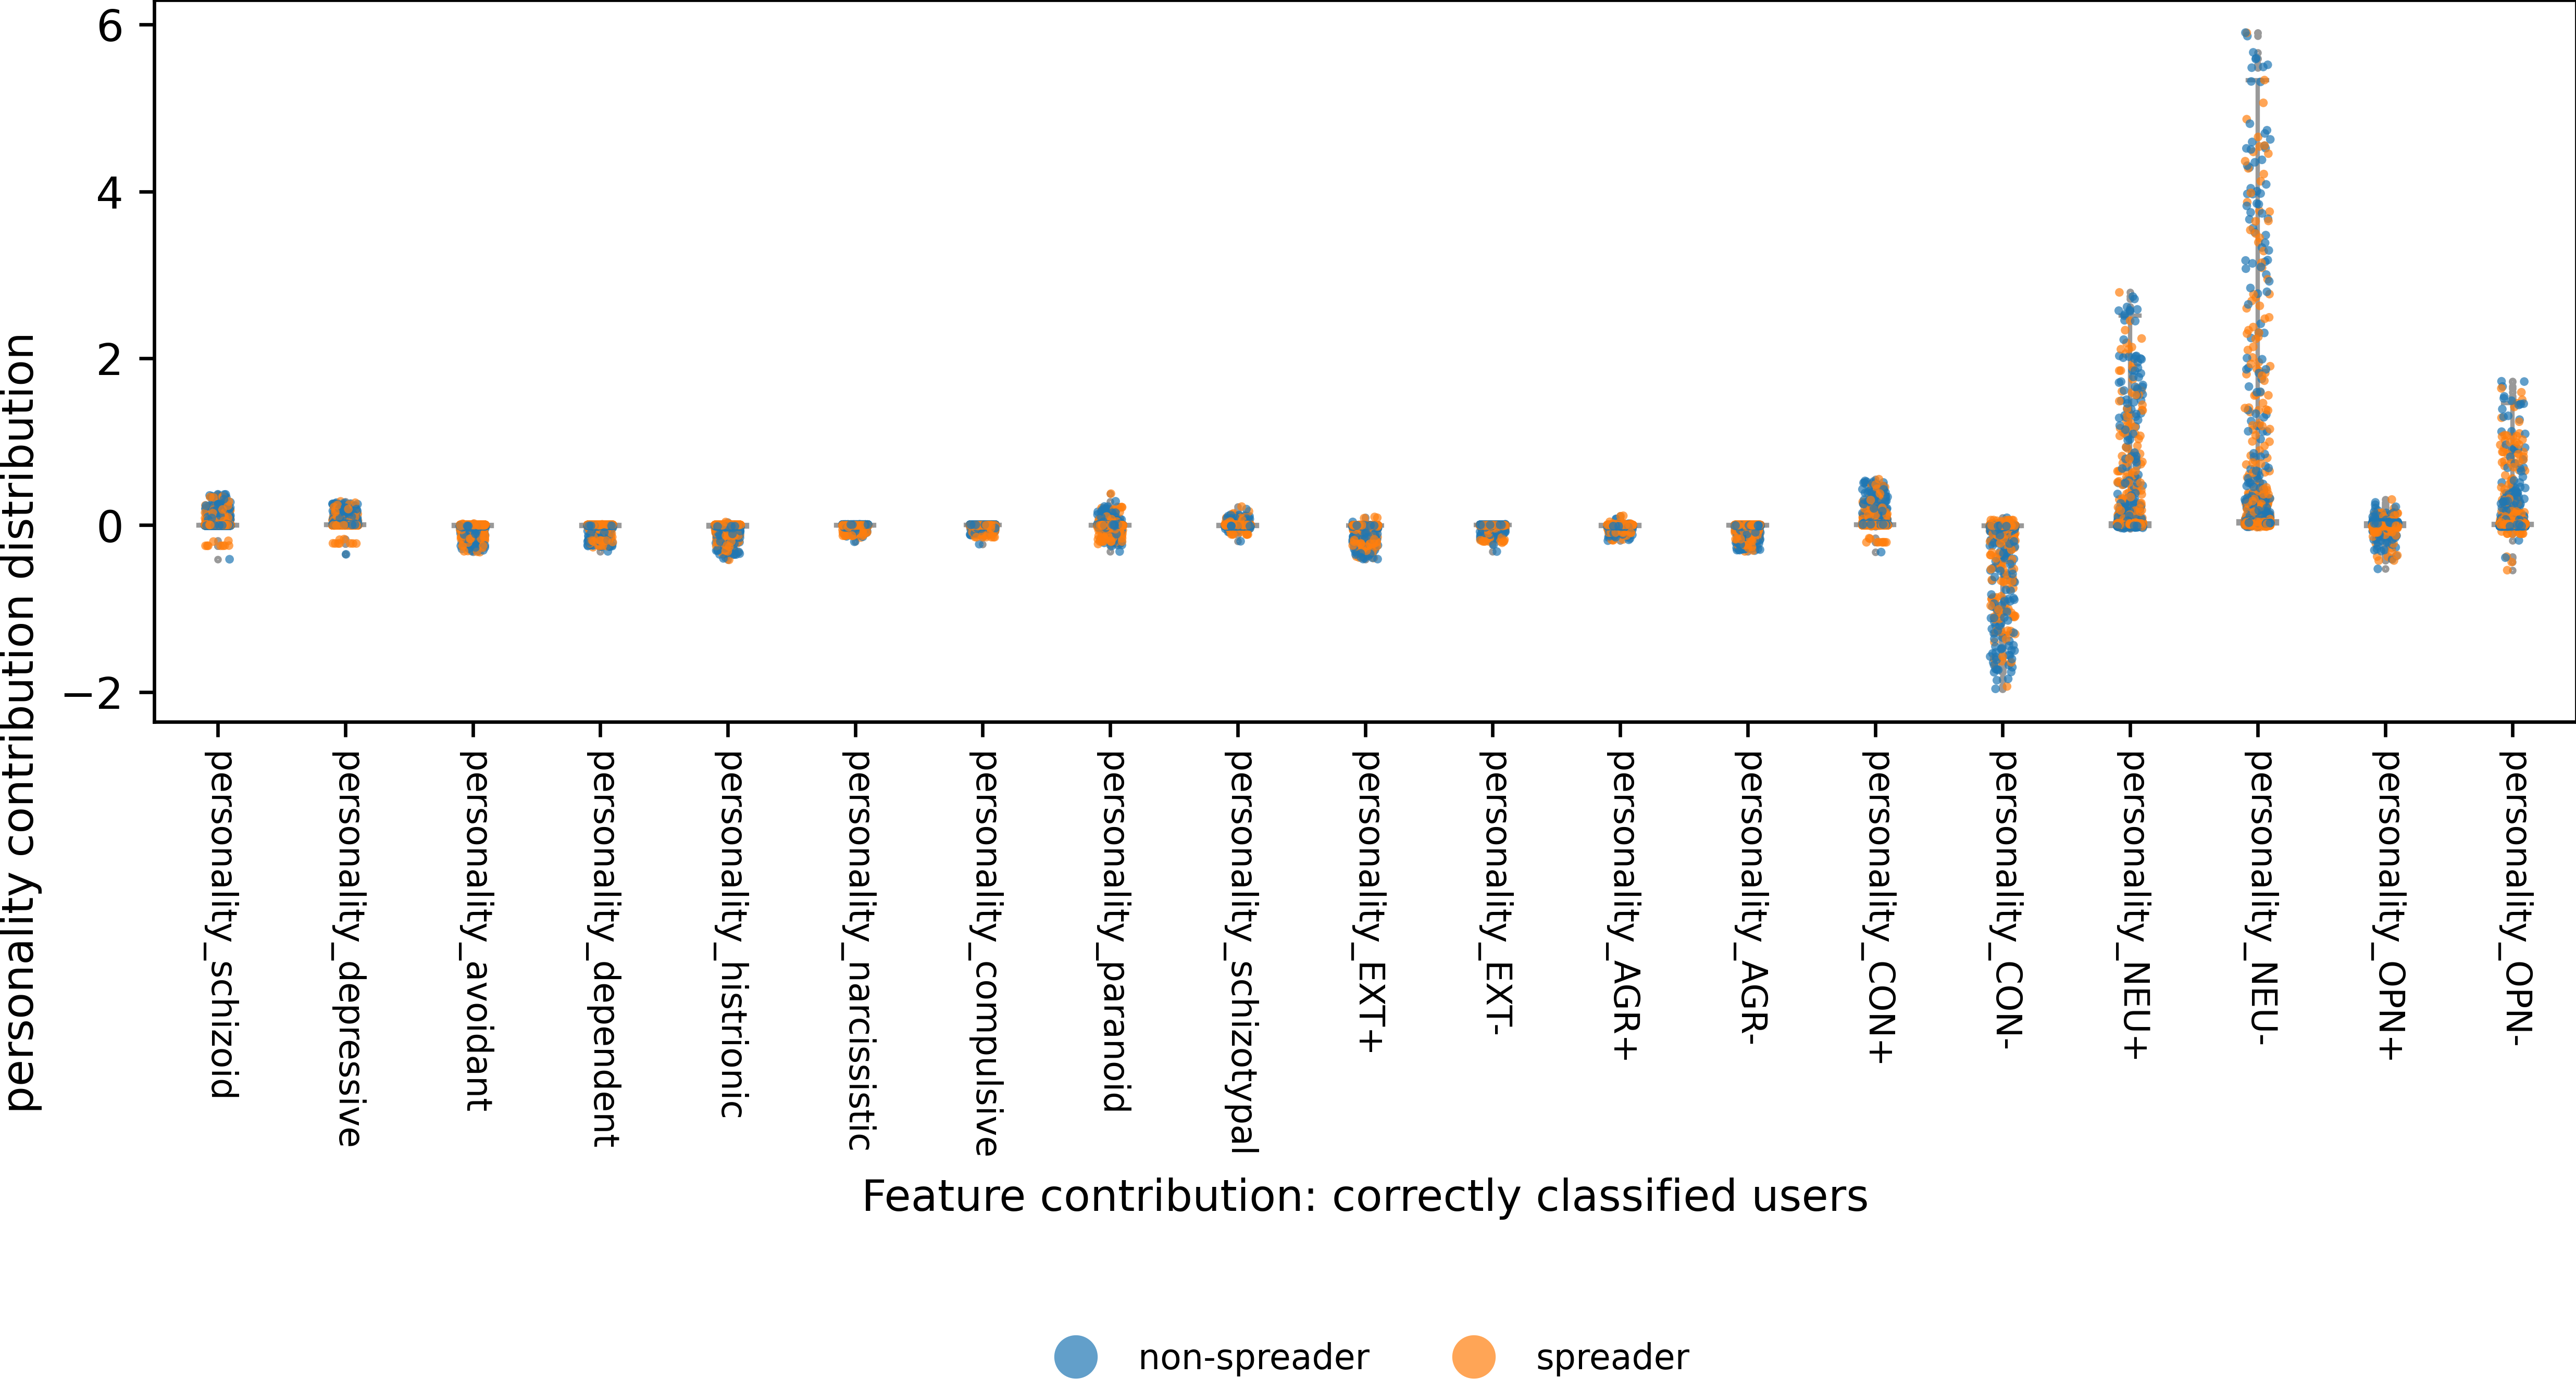 personality contribution distribution
6
4
2
0
−2
personality_schizoid
personality_depressive
personality_avoidant
personality_dependent
personality_histrionic
personality_narcissistic
personality_compulsive
personality_paranoid
personality_schizotypal
personality_EXT+
personality_EXT-
personality_AGR+
personality_AGR-
personality_CON+
personality_CON-
personality_NEU+
personality_NEU-
personality_OPN+
personality_OPN-
Feature contribution: correctly classified users
non-spreader
spreader